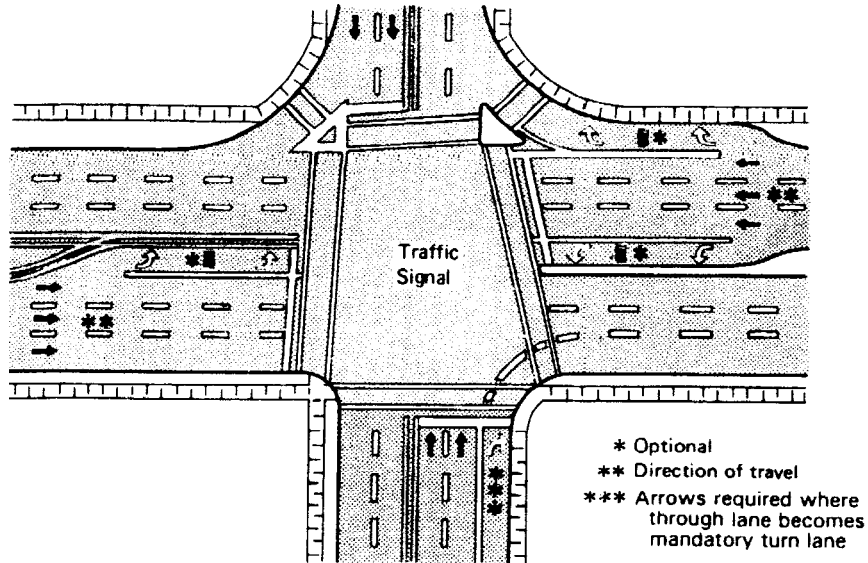 Traffic
Signal
* Optional
** Direction of travel
*** Arrows required where
through lane becomes
mandatory turn lane